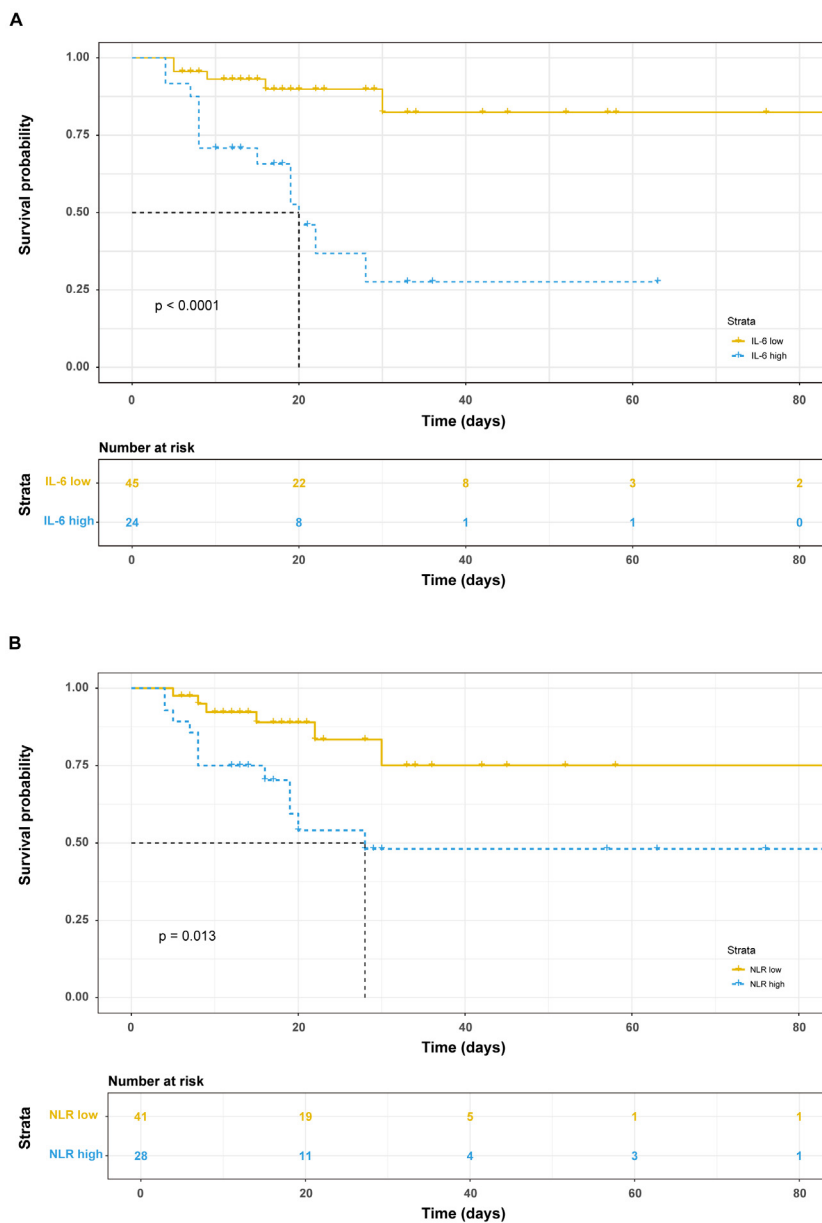 A
1.00
0.75
0.50
0.25
0.00
Survival probability
p < 0.0001
Strata
IL-6 low
IL-6 high
0 20 40 60 80
Time (days)
Number at risk
Strata
IL-6 low 45 22 8 3 2
IL-6 high 24 8 1 1 0
0 20 40 60 80
Time (days)
B
1.00
0.75
0.50
0.25
0.00
Survival probability
p = 0.013
Strata
NLR low
NLR high
0 20 40 60 80
Time (days)
Number at risk
Strata
NLR low 41 19 5 1 1
NLR high 28 11 4 3 1
0 20 40 60 80
Time (days)